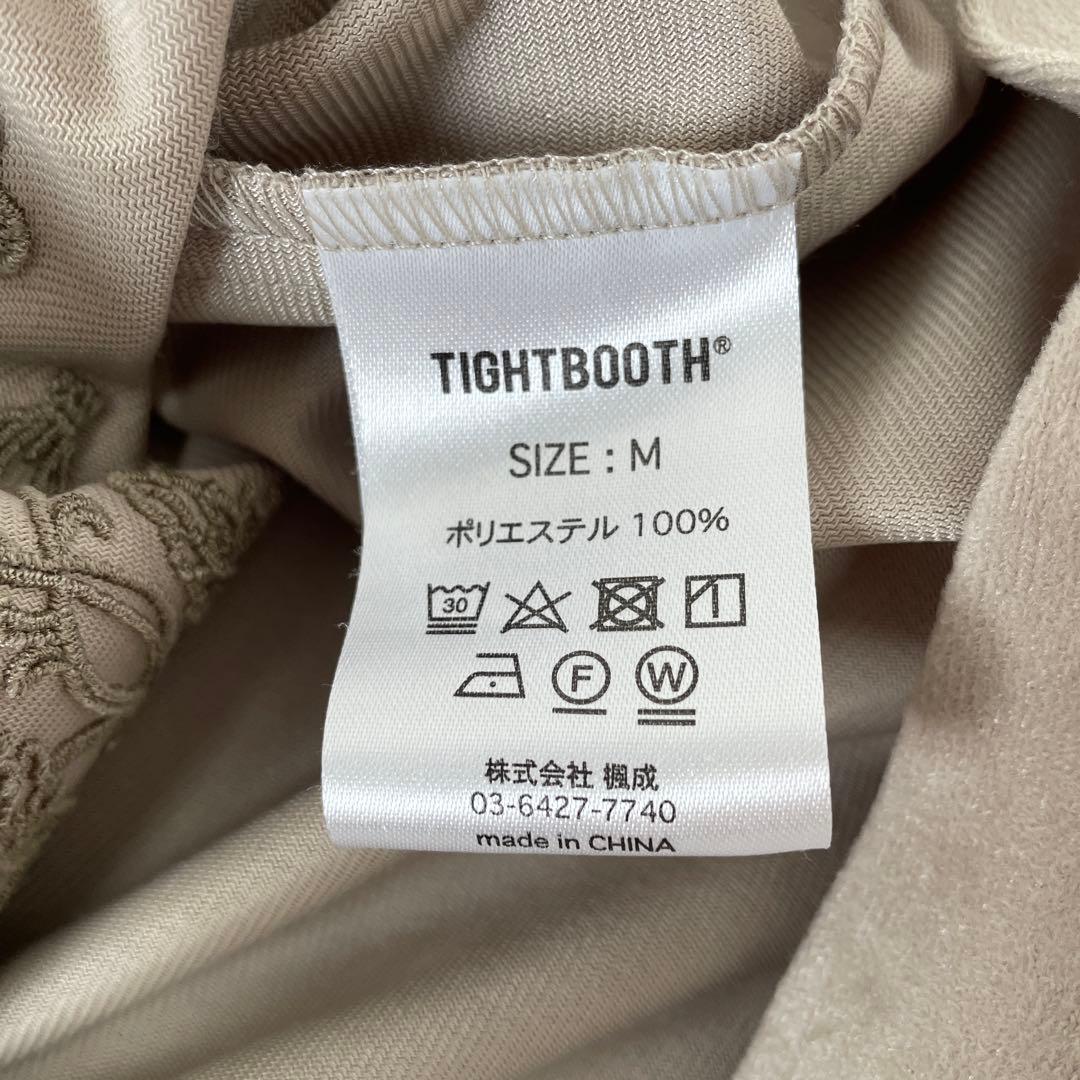 TIGHTBOOTH®
SIZE : M
ポリエステル 100%
30
F W
株式会社 楓成
03-6427-7740
made in CHINA